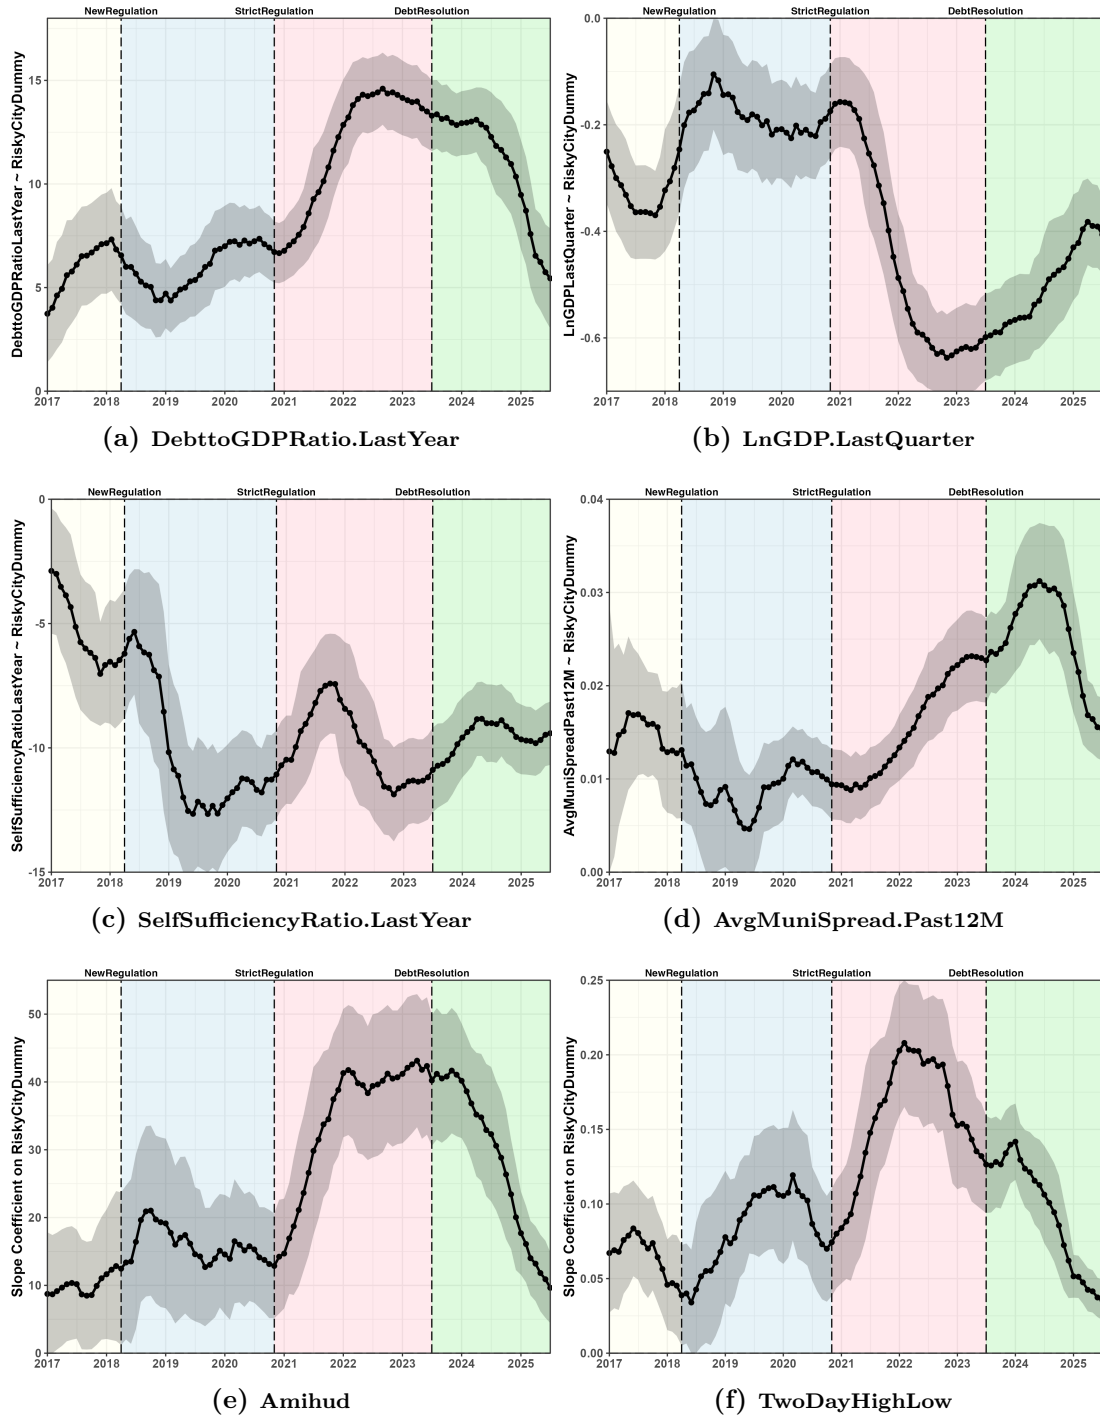 NewRegulation StrictRegulation DebtResolution
DebttoGDPRatioLastYear ~ RiskyCityDummy
15
10
5
0
2017 2018 2019 2020 2021 2022 2023 2024 2025
(a) DebttoGDPRatio.LastYear
NewRegulation StrictRegulation DebtResolution
LnGDPLastQuarter ~ RiskyCityDummy
0.0
-0.2
-0.4
-0.6
2017 2018 2019 2020 2021 2022 2023 2024 2025
(b) LnGDP.LastQuarter
NewRegulation StrictRegulation DebtResolution
SelfSufficiencyRatioLastYear ~ RiskyCityDummy
0
-5
-10
-15
2017 2018 2019 2020 2021 2022 2023 2024 2025
(c) SelfSufficiencyRatio.LastYear
NewRegulation StrictRegulation DebtResolution
AvgMuniSpreadPast12M ~ RiskyCityDummy
0.04
0.03
0.02
0.01
0.00
2017 2018 2019 2020 2021 2022 2023 2024 2025
(d) AvgMuniSpread.Past12M
NewRegulation StrictRegulation DebtResolution
Slope Coefficient on RiskyCityDummy
50
40
30
20
10
0
2017 2018 2019 2020 2021 2022 2023 2024 2025
(e) Amihud
NewRegulation StrictRegulation DebtResolution
Slope Coefficient on RiskyCityDummy
0.25
0.20
0.15
0.10
0.05
0.00
2017 2018 2019 2020 2021 2022 2023 2024 2025
(f) TwoDayHighLow